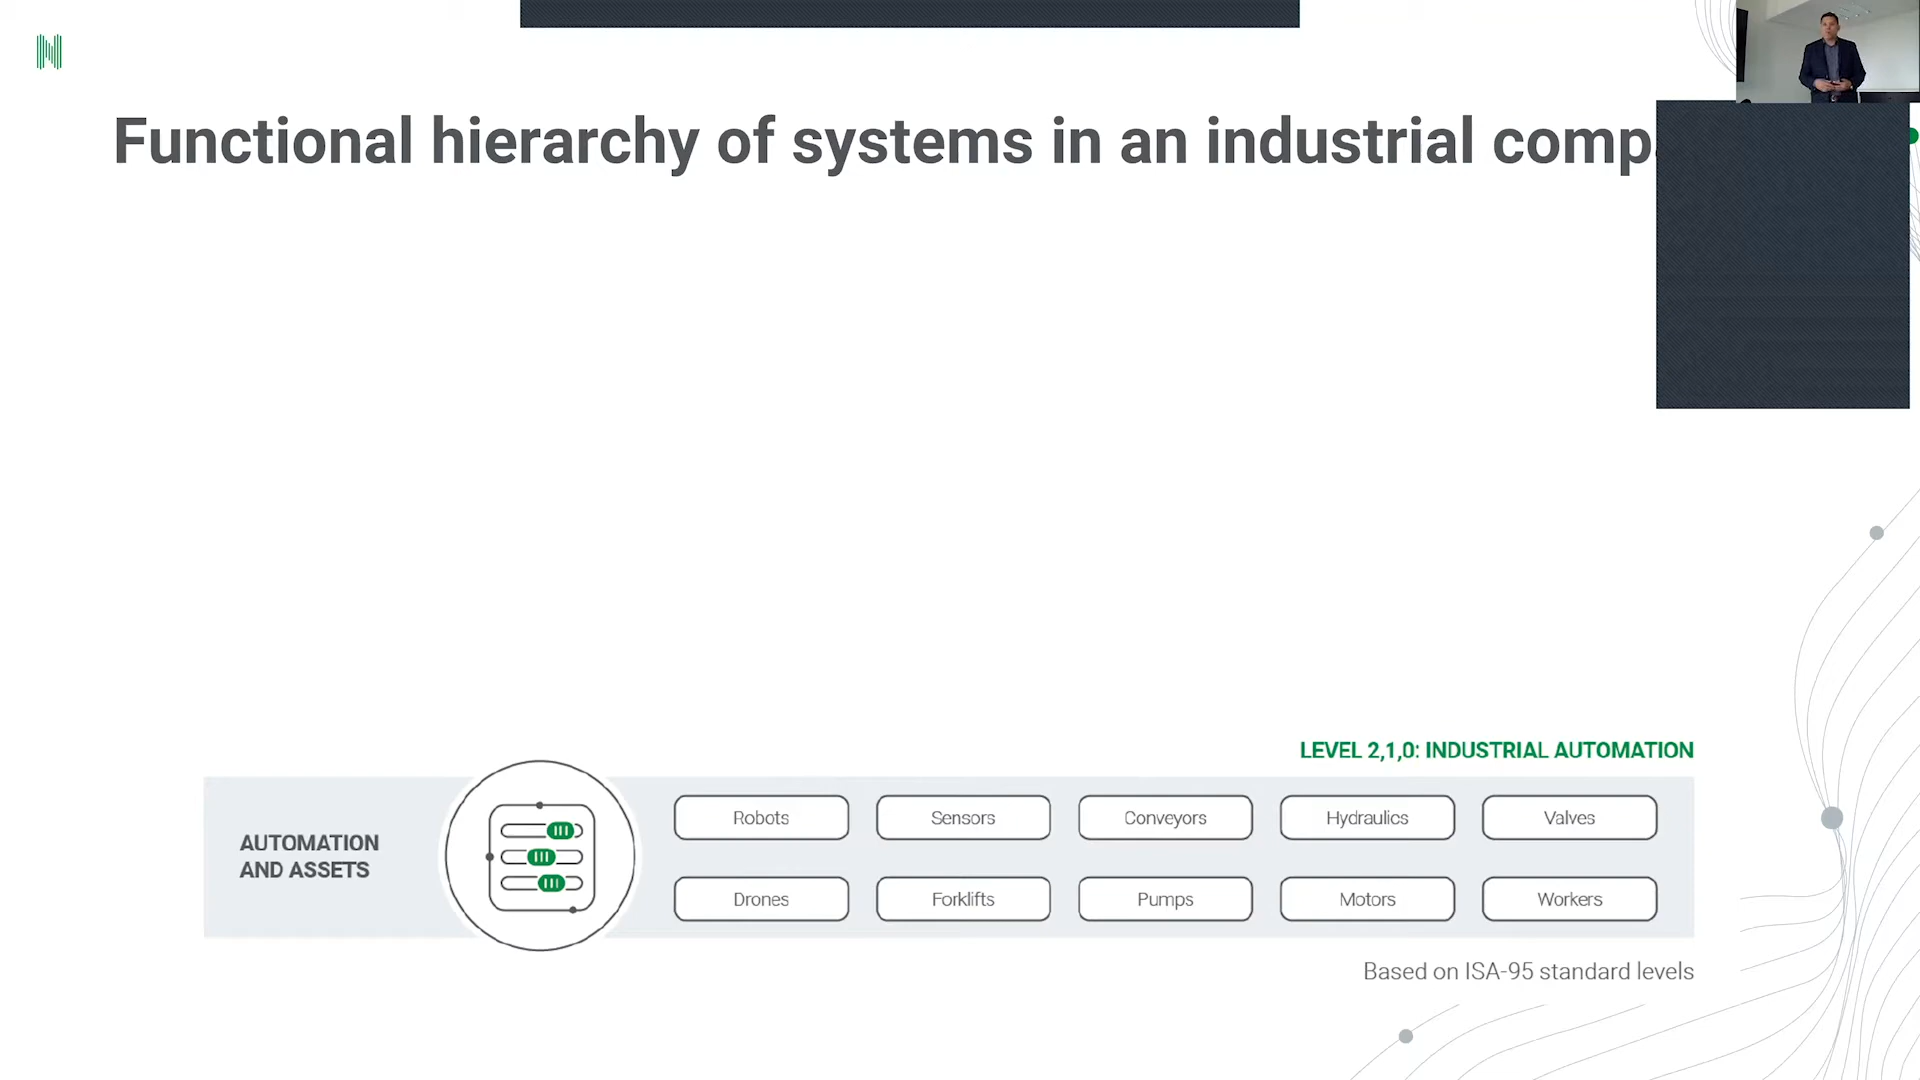 Functional hierarchy of systems in an industrial comp
LEVEL 2,1,0: INDUSTRIAL AUTOMATION
AUTOMATION
AND ASSETS
Robots
Sensors
Conveyors
Hydraulics
Valves
Drones
Forklifts
Pumps
Motors
Workers
Based on ISA-95 standard levels